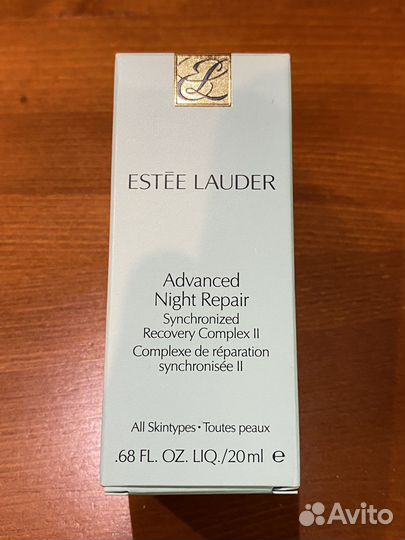 EL
ESTĒE LAUDER
Advanced
Night Repair
Synchronized
Recovery Complex II
Complexe de réparation
synchronisée II
All Skintypes • Toutes peaux
.68 FL. OZ. LIQ./20 ml ℮
Avito